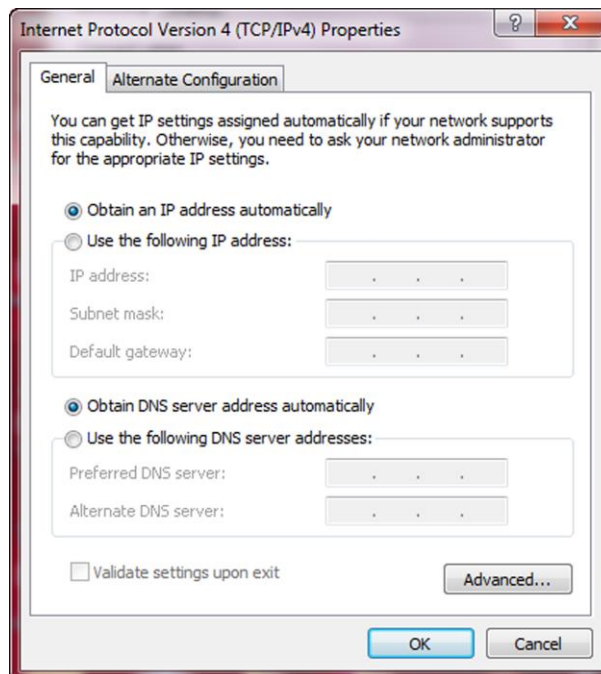 Internet Protocol Version 4 (TCP/IPv4) Properties
General
Alternate Configuration
You can get IP settings assigned automatically if your network supports
this capability. Otherwise, you need to ask your network administrator
for the appropriate IP settings.
Obtain an IP address automatically
Use the following IP address:
IP address:
Subnet mask:
Default gateway:
Obtain DNS server address automatically
Use the following DNS server addresses:
Preferred DNS server:
Alternate DNS server:
Validate settings upon exit
Advanced...
OK
Cancel